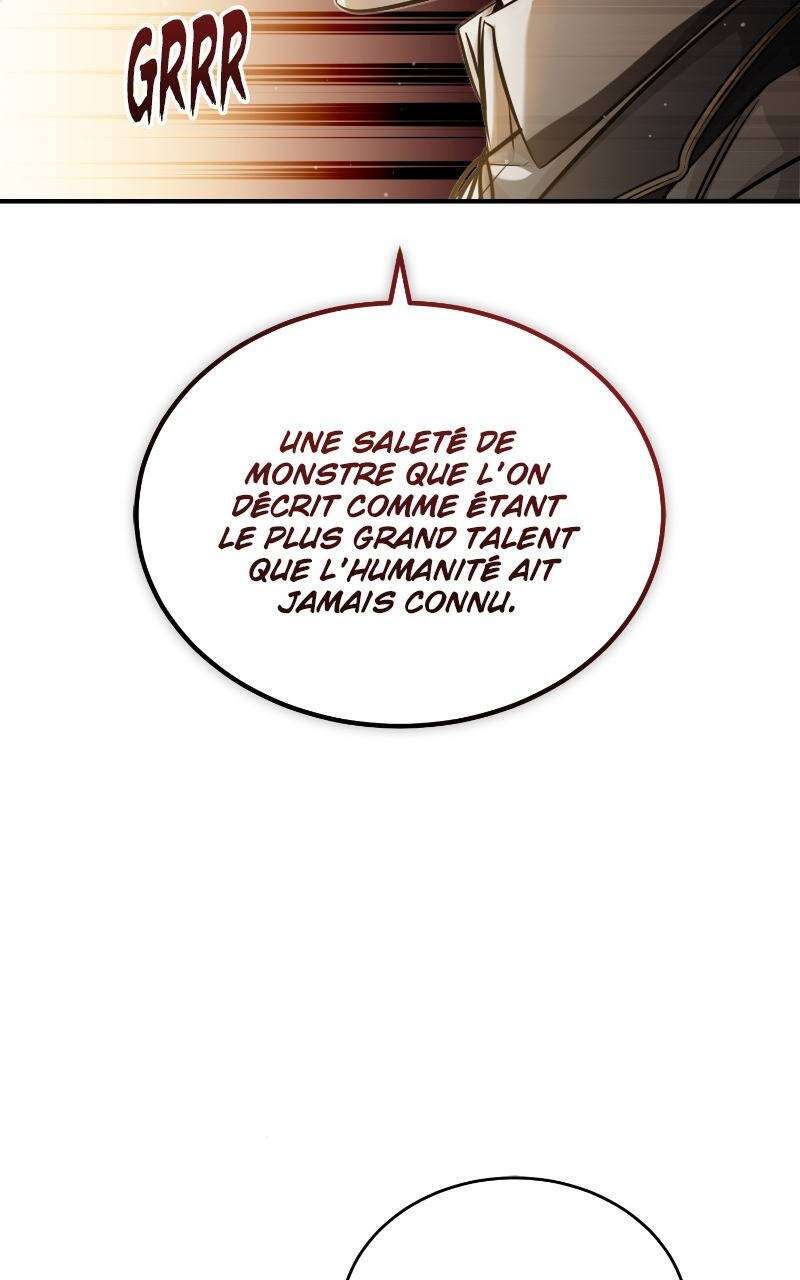 GRRR
UNE SALETÉ DE
MONSTRE QUE L'ON
DÉCRIT COMME ÉTANT
LE PLUS GRAND TALENT
QUE L'HUMANITÉ AIT
JAMAIS CONNU.